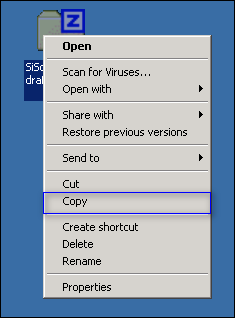 Z
SiSo
dral
Open
Scan for Viruses...
Open with
Share with
Restore previous versions
Send to
Cut
Copy
Create shortcut
Delete
Rename
Properties